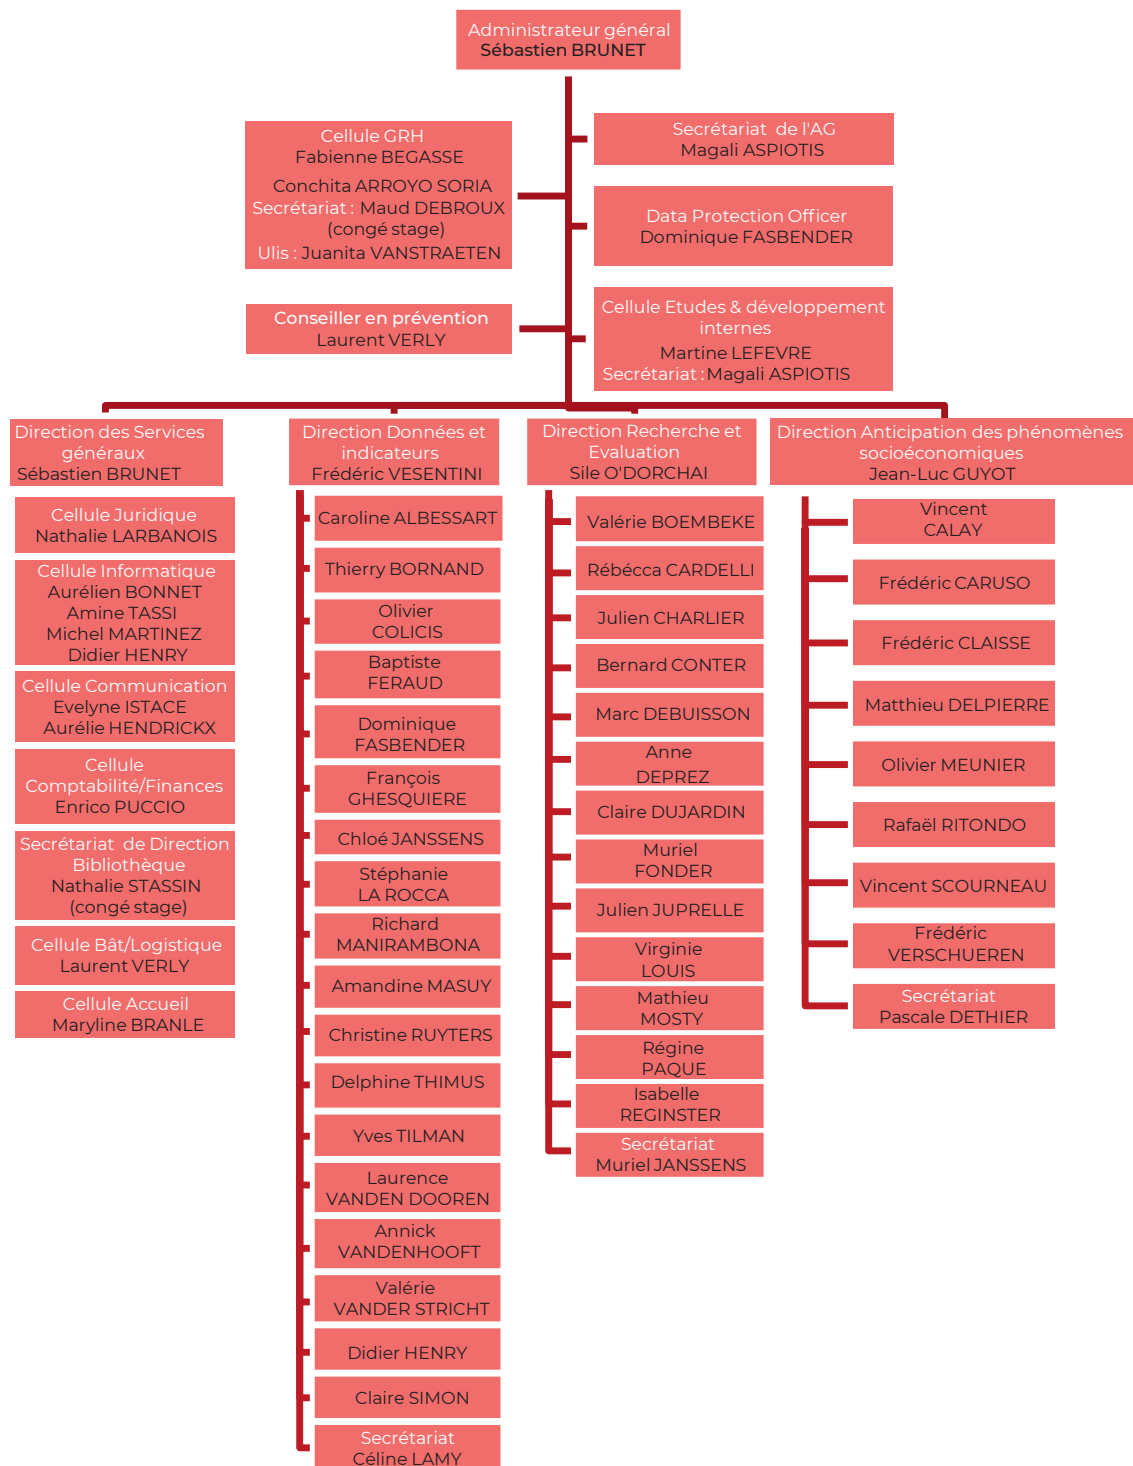 Administrateur général
Sébastien BRUNET
Cellule GRH
Fabienne BEGASSE
Conchita ARROYO SORIA
Secrétariat : Maud DEBROUX
(congé stage)
Ulis : Juanita VANSTRAETEN
Secrétariat de l'AG
Magali ASPIOTIS
Data Protection Officer
Dominique FASBENDER
Conseiller en prévention
Laurent VERLY
Cellule Etudes & développement
internes
Martine LEFEVRE
Secrétariat : Magali ASPIOTIS
Direction des Services
généraux
Sébastien BRUNET
Cellule Juridique
Nathalie LARBANOIS
Cellule Informatique
Aurélien BONNET
Amine TASSI
Michel MARTINEZ
Didier HENRY
Cellule Communication
Evelyne ISTACE
Aurélie HENDRICKX
Cellule
Comptabilité/Finances
Enrico PUCCIO
Secrétariat de Direction
Bibliothèque
Nathalie STASSIN
(congé stage)
Cellule Bât/Logistique
Laurent VERLY
Cellule Accueil
Maryline BRANLE
Direction Données et
indicateurs
Frédéric VESENTINI
Caroline ALBESSART
Thierry BORNAND
Olivier
COLICIS
Baptiste
FERAUD
Dominique
FASBENDER
François
GHESQUIERE
Chloé JANSSENS
Stéphanie
LA ROCCA
Richard
MANIRAMBONA
Amandine MASUY
Christine RUYTERS
Delphine THIMUS
Yves TILMAN
Laurence
VANDEN DOOREN
Annick
VANDENHOOFT
Valérie
VANDER STRICHT
Didier HENRY
Claire SIMON
Secrétariat
Céline LAMY
Direction Recherche et
Evaluation
Sile O'DORCHAI
Valérie BOEMBEKE
Rébécca CARDELLI
Julien CHARLIER
Bernard CONTER
Marc DEBUISSON
Anne
DEPREZ
Claire DUJARDIN
Muriel
FONDER
Julien JUPRELLE
Virginie
LOUIS
Mathieu
MOSTY
Régine
PAQUE
Isabelle
REGINSTER
Secrétariat
Muriel JANSSENS
Direction Anticipation des phénomènes
socioéconomiques
Jean-Luc GUYOT
Vincent
CALAY
Frédéric CARUSO
Frédéric CLAISSE
Matthieu DELPIERRE
Olivier MEUNIER
Rafaël RITONDO
Vincent SCOURNEAU
Frédéric
VERSCHUEREN
Secrétariat
Pascale DETHIER